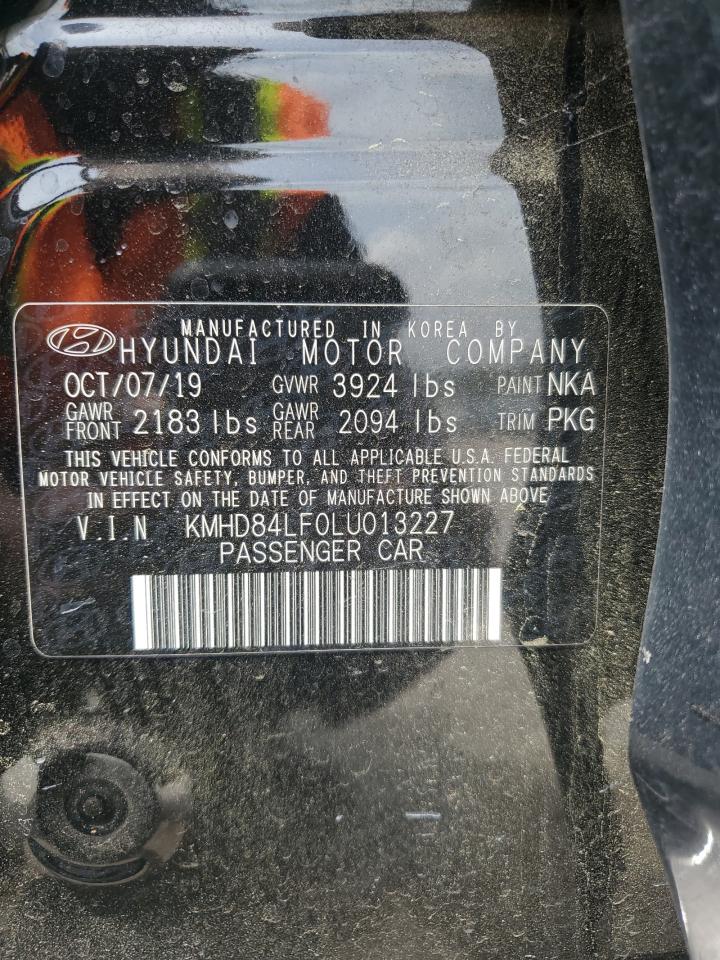 MANUFACTURED IN KOREA BY
HYUNDAI MOTOR COMPANY
OCT/07/19 GVWR 3924 lbs PAINT NKA
GAWR FRONT 2183 lbs GAWR REAR 2094 lbs TRIM PKG
THIS VEHICLE CONFORMS TO ALL APPLICABLE U.S.A. FEDERAL
MOTOR VEHICLE SAFETY, BUMPER, AND THEFT PREVENTION STANDARDS
IN EFFECT ON THE DATE OF MANUFACTURE SHOWN ABOVE
V.I.N KMHD84LF0LU013227
PASSENGER CAR